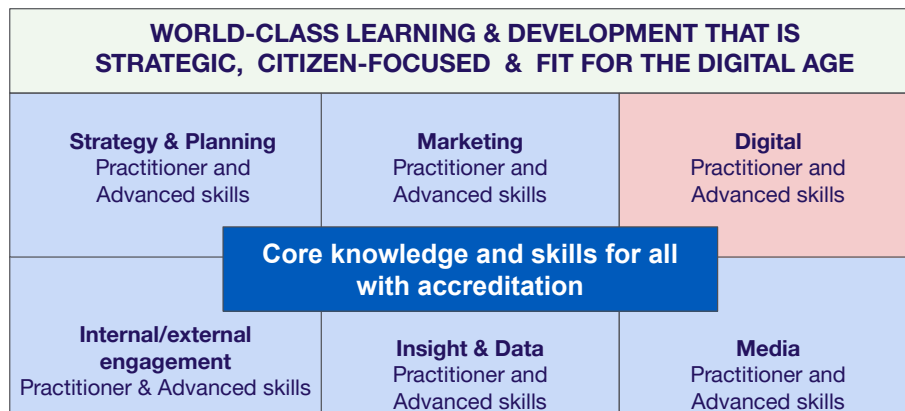 WORLD-CLASS LEARNING & DEVELOPMENT THAT IS
STRATEGIC, CITIZEN-FOCUSED & FIT FOR THE DIGITAL AGE
Strategy & Planning
Practitioner and
Advanced skills
Marketing
Practitioner and
Advanced skills
Digital
Practitioner and
Advanced skills
Core knowledge and skills for all
with accreditation
Internal/external
engagement
Practitioner & Advanced skills
Insight & Data
Practitioner and
Advanced skills
Media
Practitioner and
Advanced skills